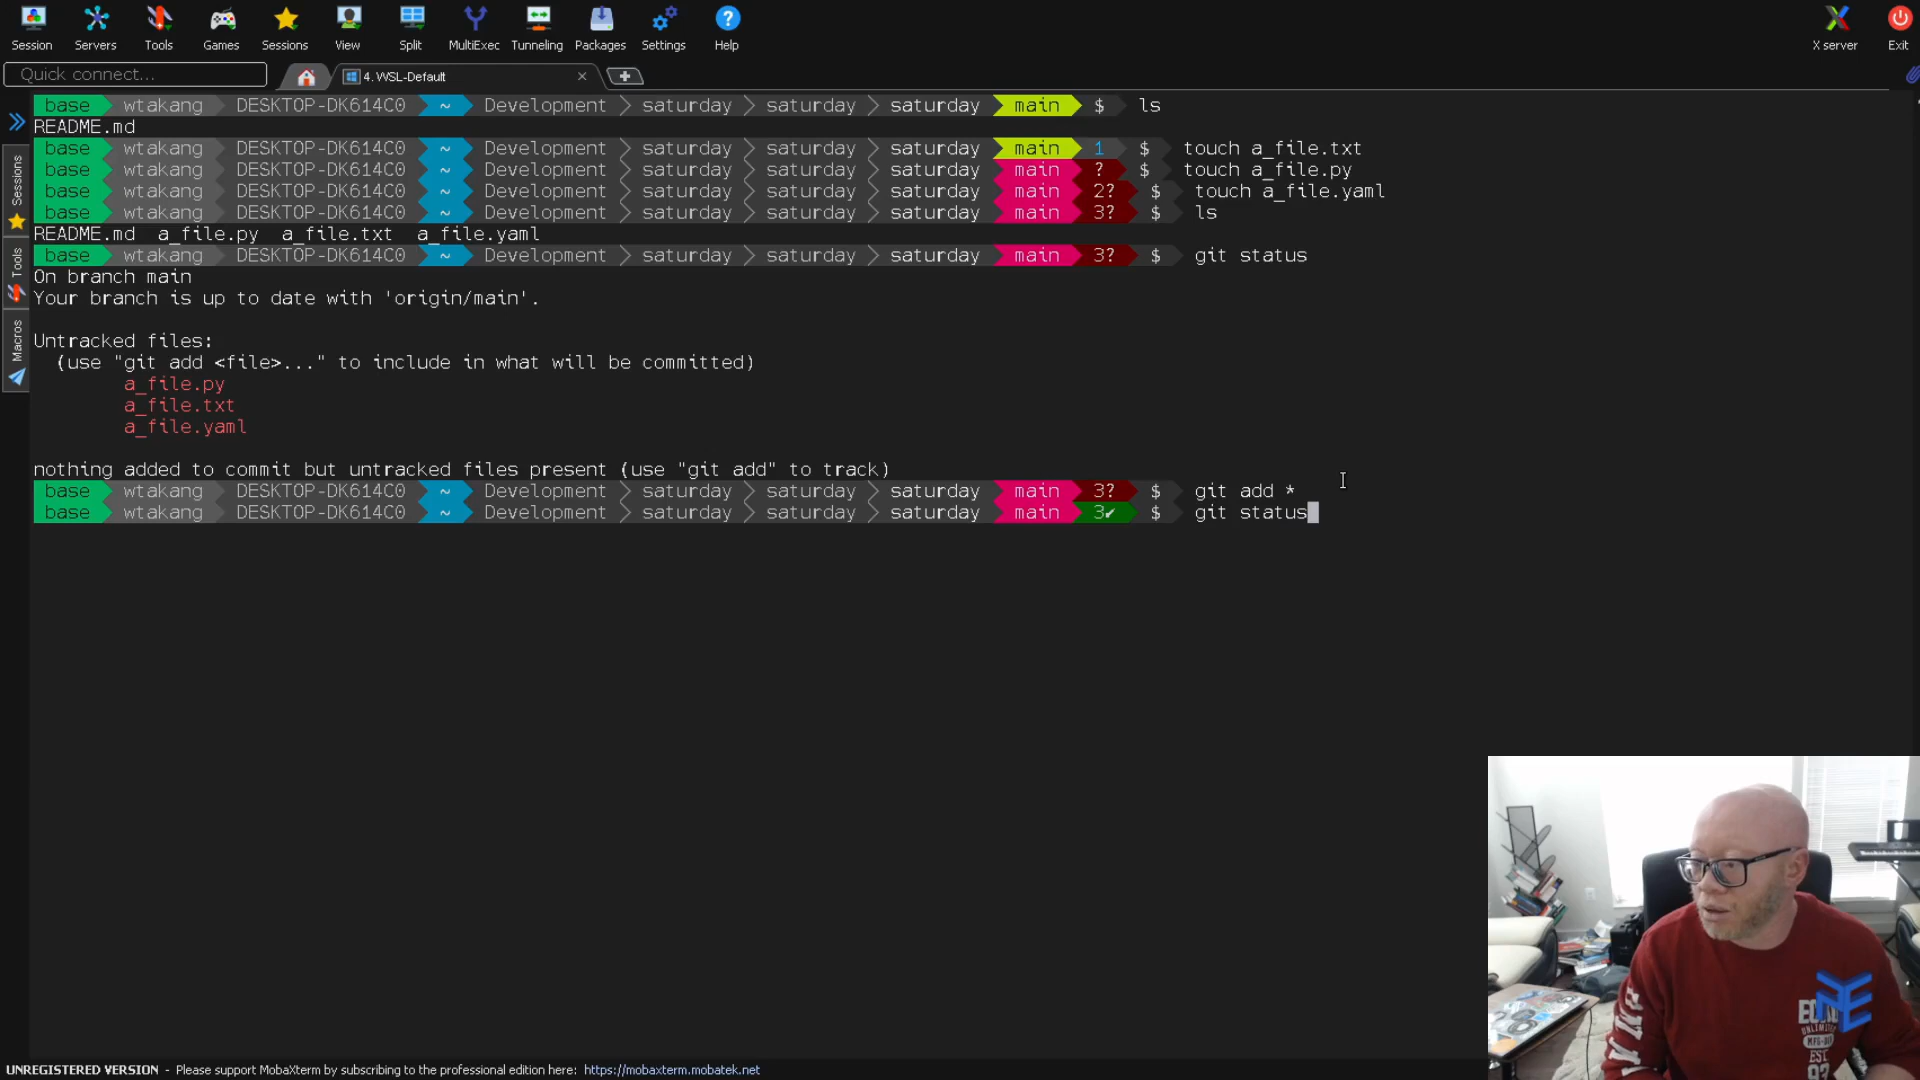 Session Servers Tools Games Sessions View Split MultiExec Tunneling Packages Settings Help X server Exit
Quick connect... 4. WSL-Default
base wtakang DESKTOP-DK614C0 ~ Development saturday saturday saturday main $ ls
README.md
base wtakang DESKTOP-DK614C0 ~ Development saturday saturday saturday main 1 $ touch a_file.txt
base wtakang DESKTOP-DK614C0 ~ Development saturday saturday saturday main ? $ touch a_file.py
base wtakang DESKTOP-DK614C0 ~ Development saturday saturday saturday main 2? $ touch a_file.yaml
base wtakang DESKTOP-DK614C0 ~ Development saturday saturday saturday main 3? $ ls
README.md a_file.py a_file.txt a_file.yaml
base wtakang DESKTOP-DK614C0 ~ Development saturday saturday saturday main 3? $ git status
On branch main
Your branch is up to date with 'origin/main'.
Untracked files:
(use "git add <file>..." to include in what will be committed)
a_file.py
a_file.txt
a_file.yaml
nothing added to commit but untracked files present (use "git add" to track)
base wtakang DESKTOP-DK614C0 ~ Development saturday saturday saturday main 3? $ git add *
base wtakang DESKTOP-DK614C0 ~ Development saturday saturday saturday main 3✔ $ git status
Sessions
Tools
Macros
EST
93
UNREGISTERED VERSION - Please support MobaXterm by subscribing to the professional edition here: https://mobaxterm.mobatek.net